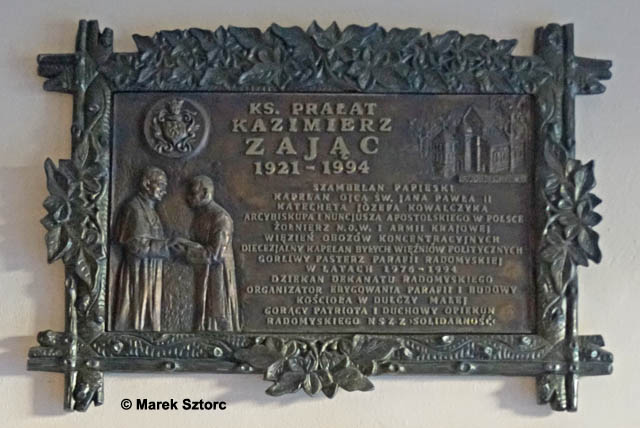 KS. PRAŁAT
KAZIMIERZ
ZAJĄC
1921 - 1994
SZAMBELAN PAPIESKI
KAPELAN OJCA ŚW. JANA PAWŁA II
KATECHETA JÓZEFA KOWALCZYKA
ARCYBISKUPA I NUNCJUSZA APOSTOLSKIEGO W POLSCE
ŻOŁNIERZ N.O.W. I ARMII KRAJOWEJ
WIĘZIEŃ OBOZÓW KONCENTRACYJNYCH
DIECEZJALNY KAPELAN BYŁYCH WIĘŹNIÓW POLITYCZNYCH
GORLIWY PASTERZ PARAFII RADOMYSKIEJ
W LATACH 1976-1994
DZIEKAN DEKANATU RADOMYSKIEGO
ORGANIZATOR ERYGOWANIA PARAFII I BUDOWY
KOŚCIOŁA W DULCZY MAŁEJ
GORĄCY PATRIOTA I DUCHOWY OPIEKUN
RADOMYSKIEGO NSZZ SOLIDARNOŚĆ
© Marek Sztorc